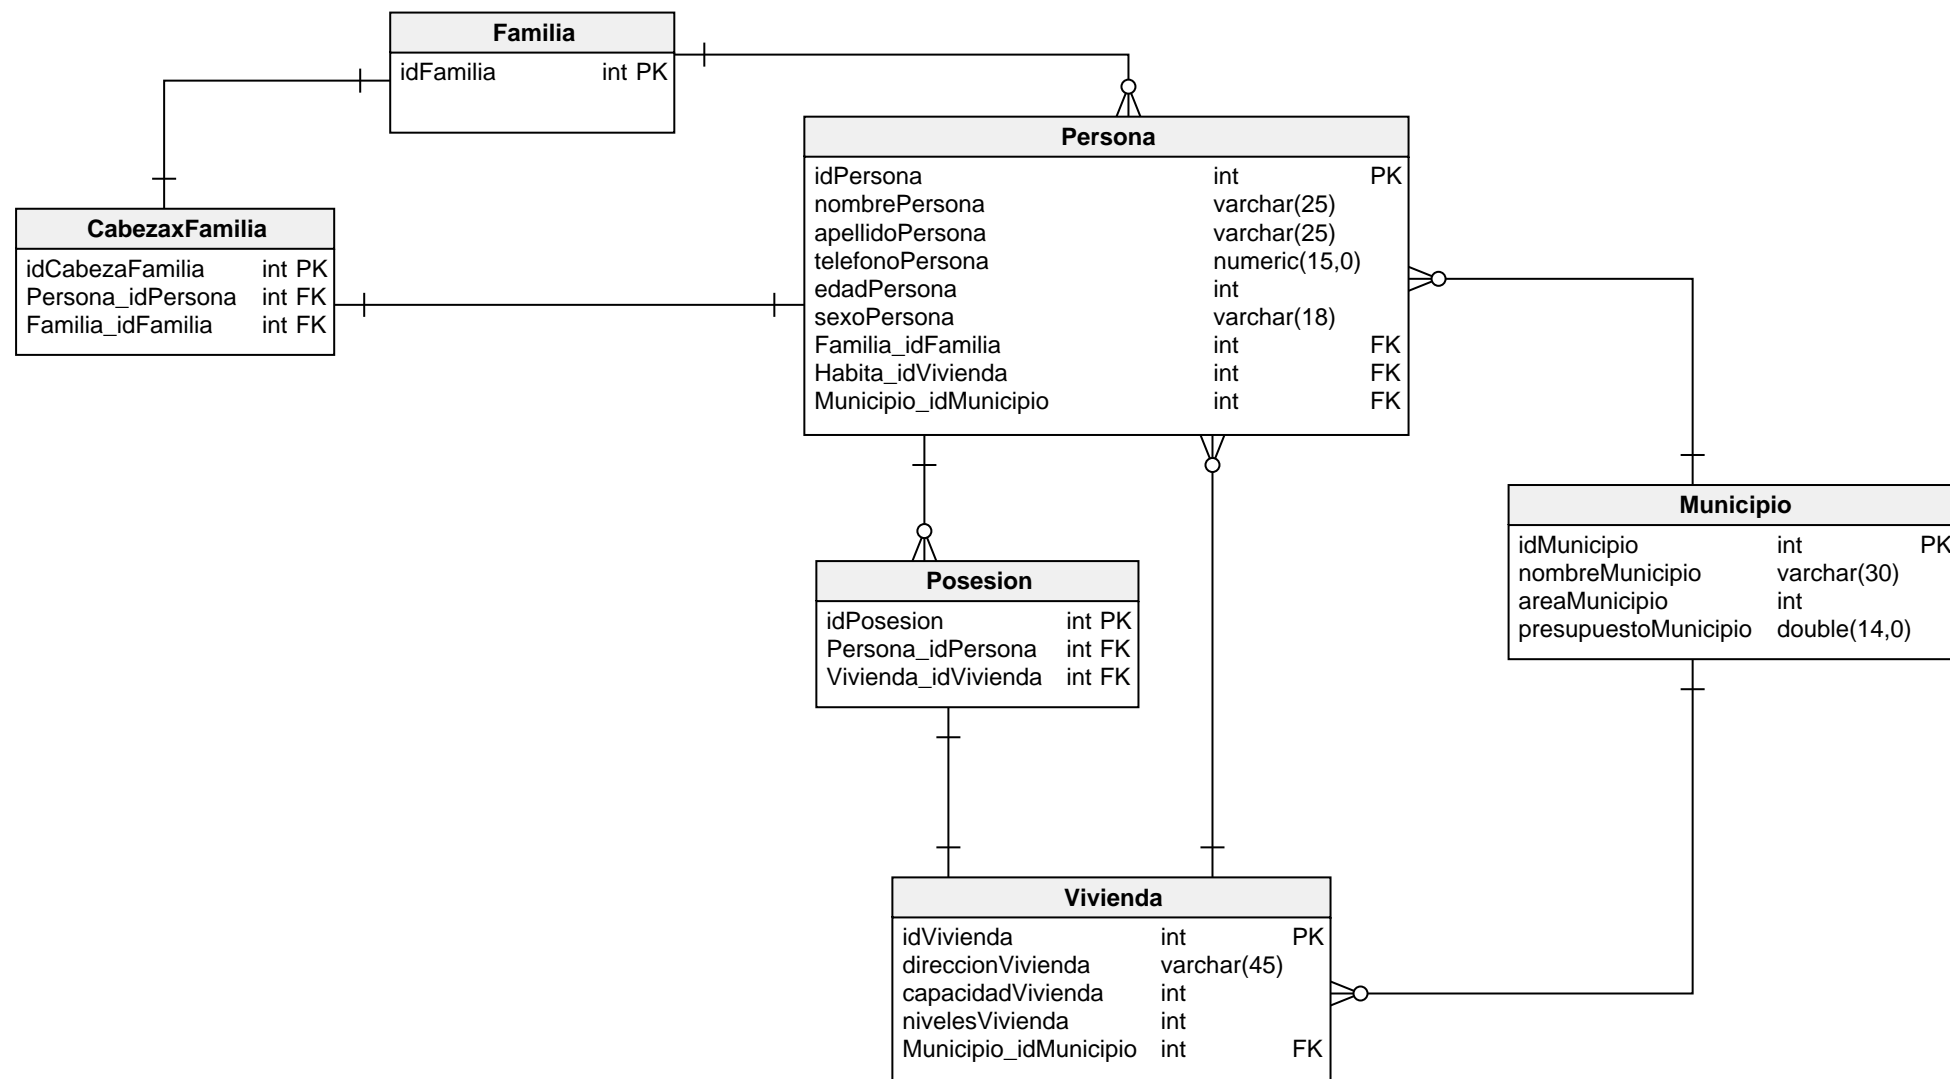 Familia
idFamilia int PK
Persona
idPersona int PK
nombrePersona varchar(25)
apellidoPersona varchar(25)
telefonoPersona numeric(15,0)
edadPersona int
sexoPersona varchar(18)
Familia_idFamilia int FK
Habita_idVivienda int FK
Municipio_idMunicipio int FK
CabezaxFamilia
idCabezaFamilia int PK
Persona_idPersona int FK
Familia_idFamilia int FK
Municipio
idMunicipio int PK
nombreMunicipio varchar(30)
areaMunicipio int
presupuestoMunicipio double(14,0)
Posesion
idPosesion int PK
Persona_idPersona int FK
Vivienda_idVivienda int FK
Vivienda
idVivienda int PK
direccionVivienda varchar(45)
capacidadVivienda int
nivelesVivienda int
Municipio_idMunicipio int FK